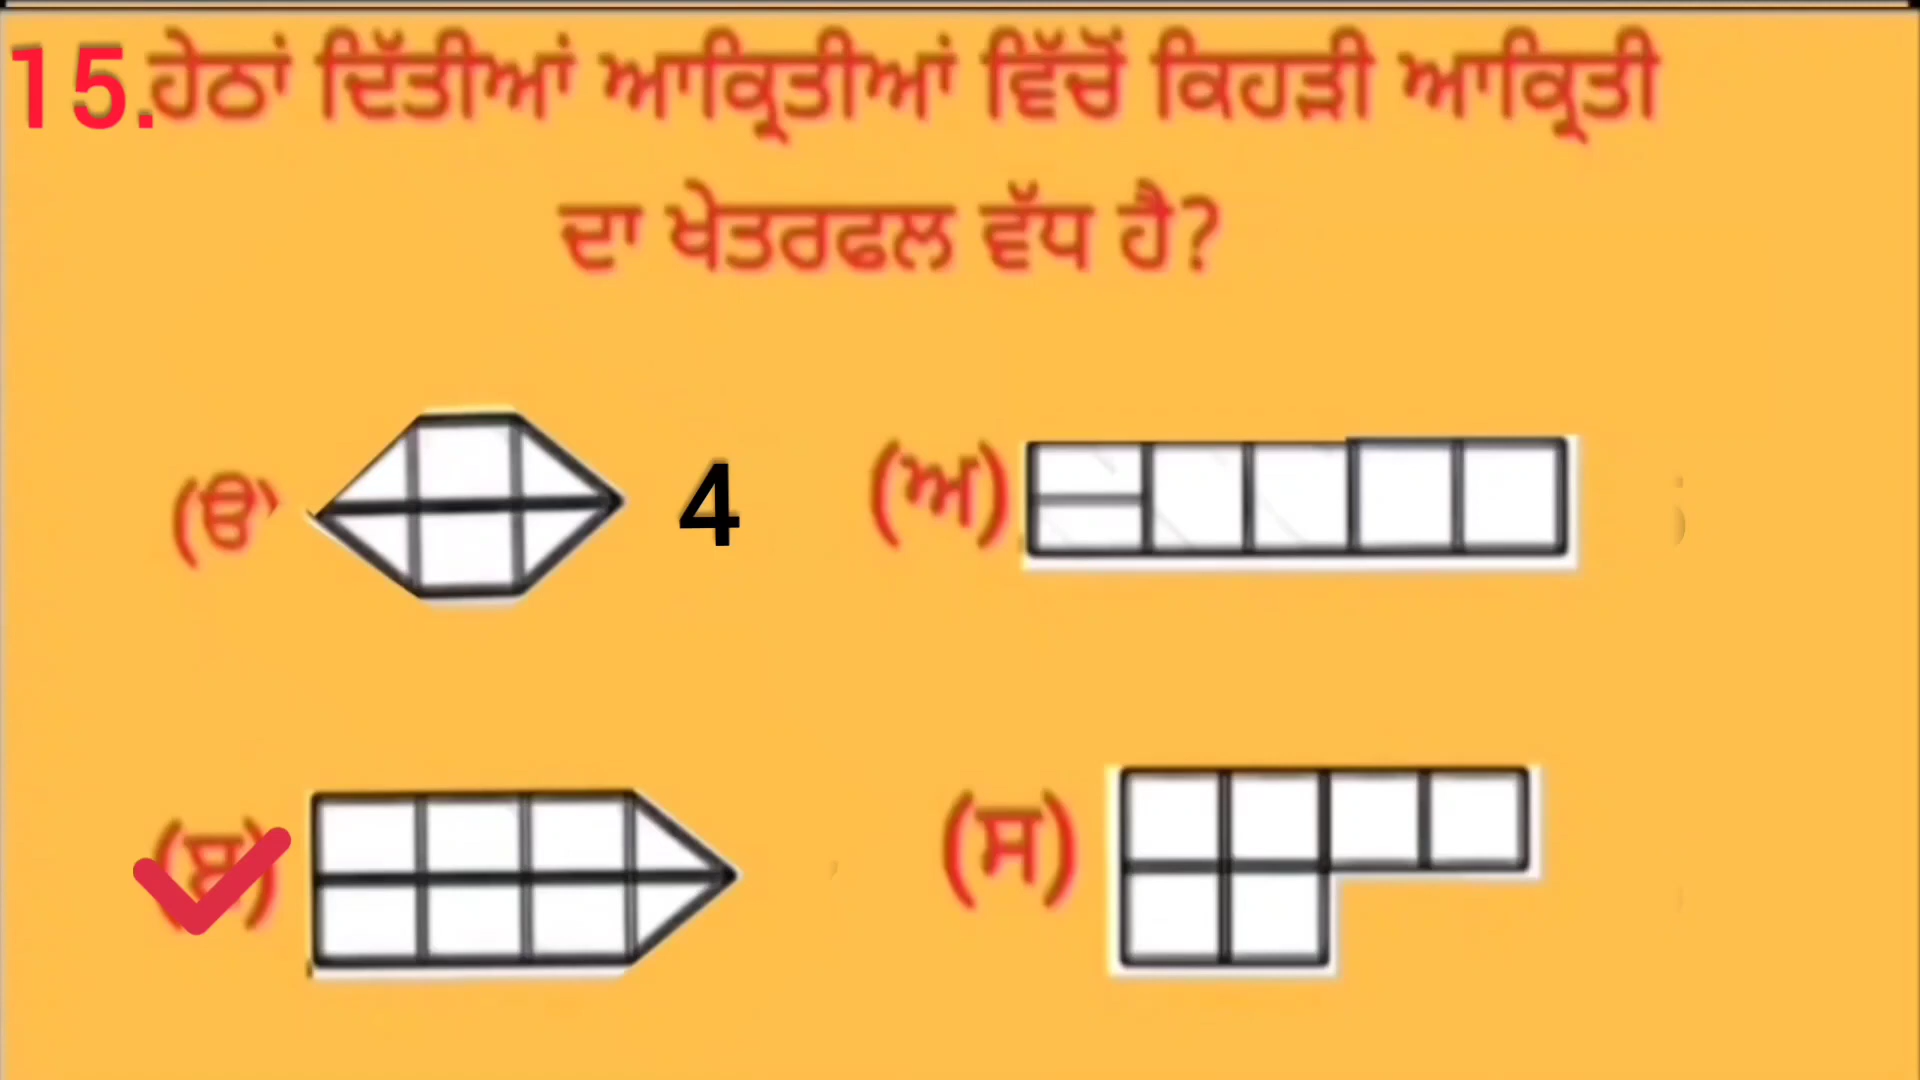 15.ਹੇਠਾਂ ਦਿੱਤੀਆਂ ਆਕ੍ਰਿਤੀਆਂ ਵਿੱਚੋਂ ਕਿਹੜੀ ਆਕ੍ਰਿਤੀ
ਦਾ ਖੇਤਰਫਲ ਵੱਧ ਹੈ?
(ੳ) 4 (ਅ)
(ੲ) (ਸ)